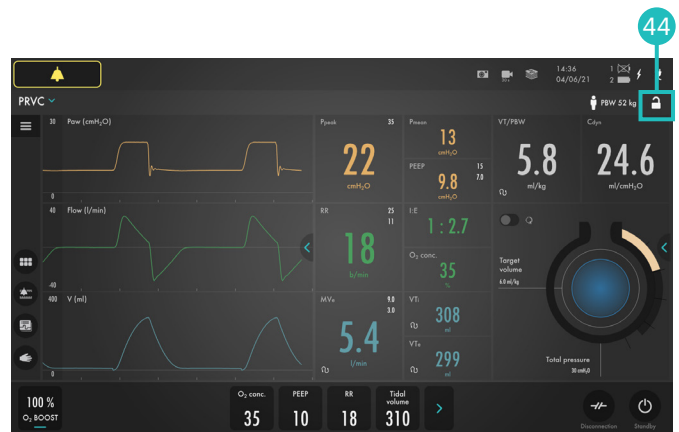 44
14:36
04/06/21
1
2
30 s
PRVC
PBW 52 kg
30 Paw (cmH₂O)
0
40 Flow (l/min)
-40
400 V (ml)
0
Ppeak 35
22
cmH₂O
Pmean
13
cmH₂O
PEEP 15
7.0
9.8
cmH₂O
VT/PBW
5.8
ml/kg
Cdyn
24.6
ml/cmH₂O
RR 25
11
18
b/min
I:E
1 : 2.7
O₂ conc.
35
%
MVe 9.0
3.0
5.4
l/min
VTi
308
ml
VTe
299
ml
Target
volume
6.0 ml/kg
Total pressure
30 cmH₂O
100 %
O₂ BOOST
O₂ conc.
35
PEEP
10
RR
18
Tidal
volume
310
Disconnection
Standby